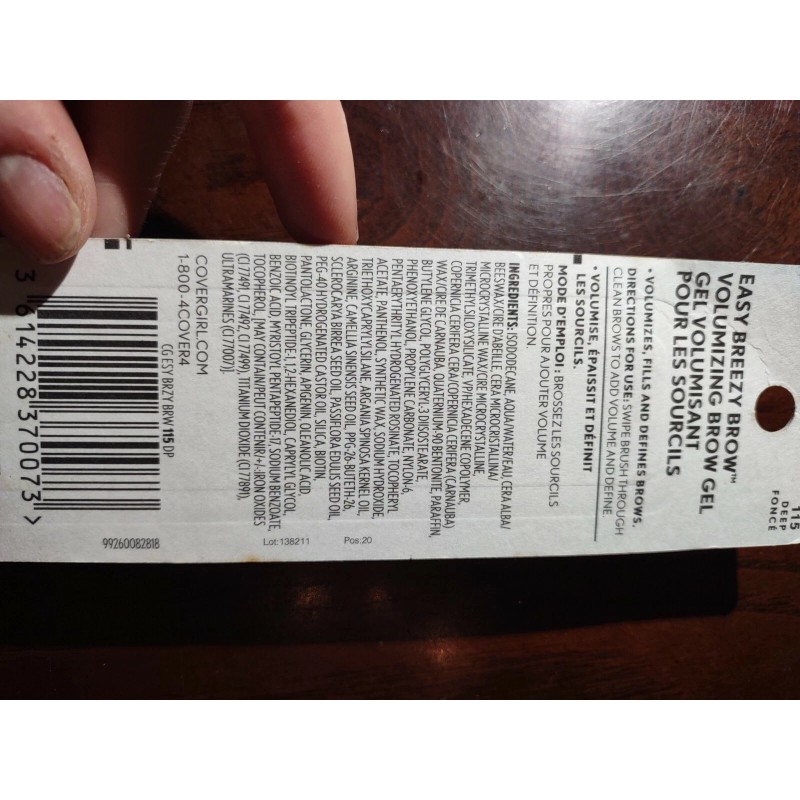 115
DEEP
FONCÉ
EASY BREEZY BROW™
VOLUMIZING BROW GEL
GEL VOLUMISANT
POUR LES SOURCILS
• VOLUMIZES, FILLS AND DEFINES BROWS.
DIRECTIONS FOR USE: SWIPE BRUSH THROUGH
CLEAN BROWS TO ADD VOLUME AND DEFINE.
• VOLUMISE, ÉPAISSIT ET DÉFINIT
LES SOURCILS.
MODE D'EMPLOI : BROSSEZ LES SOURCILS
PROPRES POUR AJOUTER VOLUME
ET DÉFINITION.
INGREDIENTS: ISODODECANE, AQUA/WATER/EAU, CERA ALBA/
BEESWAX/CIRE D'ABEILLE, CERA MICROCRISTALLINA/
MICROCRYSTALLINE WAX/CIRE MICROCRYSTALLINE,
TRIMETHYLSILOXYSILICATE, VP/HEXADECENE COPOLYMER,
COPERNICIA CERIFERA CERA/COPERNICIA CERIFERA (CARNAUBA)
WAX/CIRE DE CARNAUBA, QUATERNIUM-90 BENTONITE, PARAFFIN,
BUTYLENE GLYCOL, POLYGLYCERYL-3 DIISOSTEARATE,
PHENOXYETHANOL, PROPYLENE CARBONATE, NYLON-6,
PENTAERYTHRITYL HYDROGENATED ROSINATE, TOCOPHERYL
ACETATE, PANTHENOL, SYNTHETIC WAX, SODIUM HYDROXIDE,
TRIETHOXYCAPRYLYLSILANE, ARGANIA SPINOSA KERNEL OIL,
ARGININE, CAMELLIA SINENSIS SEED OIL, PPG-26-BUTETH-26,
SCLEROCARYA BIRREA SEED OIL, PASSIFLORA EDULIS SEED OIL,
PEG-40 HYDROGENATED CASTOR OIL, SILICA, BIOTIN,
PANTOLACTONE, GLYCERIN, APIGENIN, OLEANOLIC ACID,
BIOTINOYL TRIPEPTIDE-1, 1,2-HEXANEDIOL, CAPRYLYL GLYCOL,
BENZOIC ACID, MYRISTOYL PENTAPEPTIDE-17, SODIUM BENZOATE,
TOCOPHEROL, [MAY CONTAIN/PEUT CONTENIR/+/-: IRON OXIDES
(CI 77491, CI 77492, CI 77499), TITANIUM DIOXIDE (CI 77891),
ULTRAMARINES (CI 77007)].
Lot: 138211 Pos: 20
COVERGIRL.COM
1-800-4COVER4
CG ESY BRZY BRW 115 DP
3 614228 370073 >
99260082818